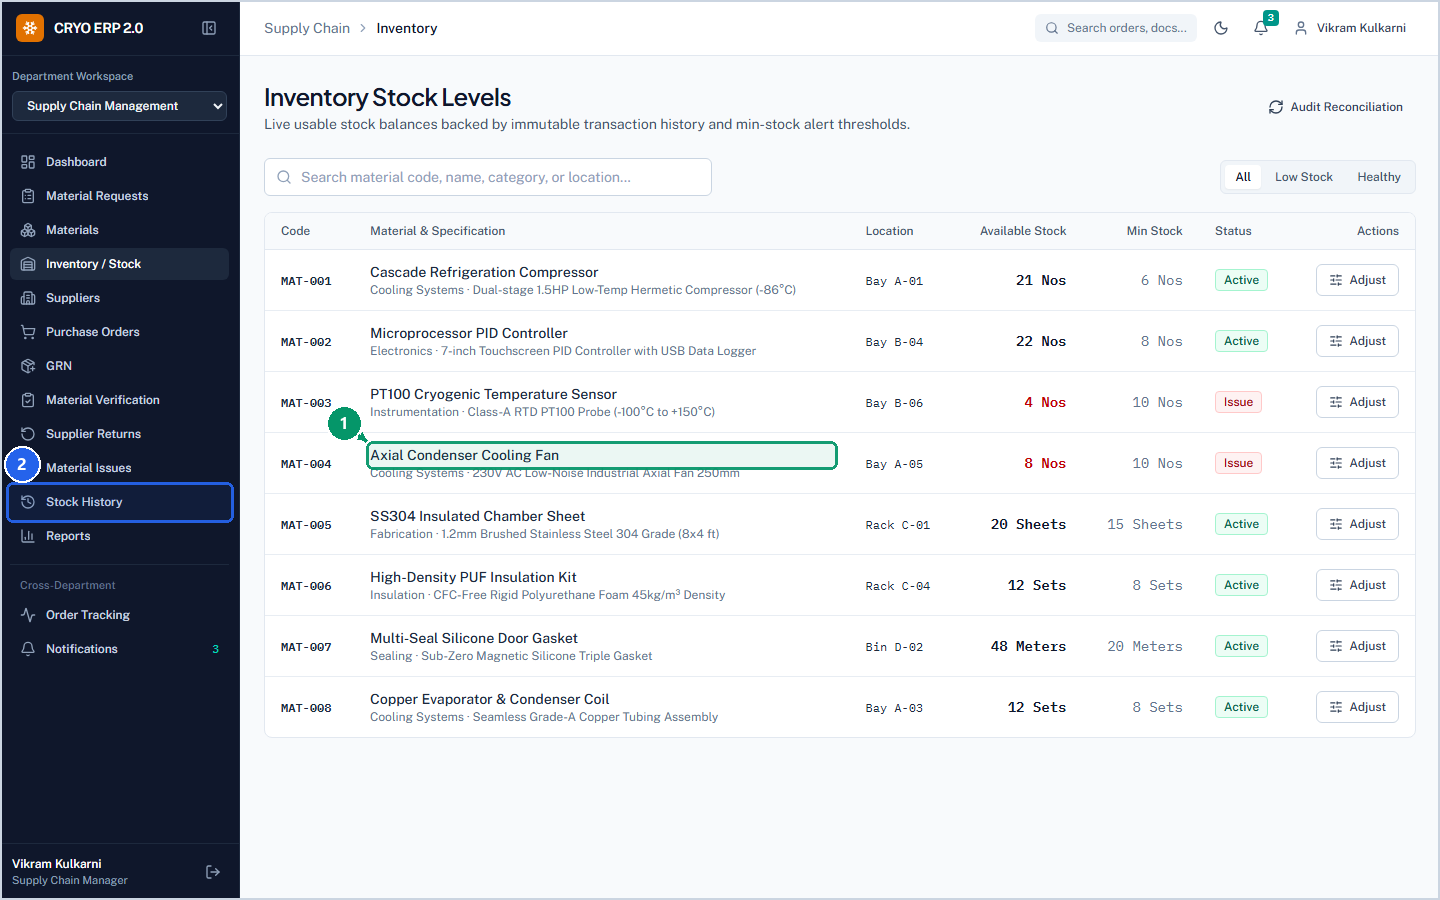 CRYO ERP 2.0
Department Workspace
Supply Chain Management
Dashboard
Material Requests
Materials
Inventory / Stock
Suppliers
Purchase Orders
GRN
Material Verification
Supplier Returns
2
Material Issues
Stock History
Reports
Cross-Department
Order Tracking
Notifications 3
Vikram Kulkarni
Supply Chain Manager
Supply Chain > Inventory
Search orders, docs...
3
Vikram Kulkarni
Inventory Stock Levels
Live usable stock balances backed by immutable transaction history and min-stock alert thresholds.
Audit Reconciliation
Search material code, name, category, or location...
All Low Stock Healthy
Code Material & Specification Location Available Stock Min Stock Status Actions
MAT-001 Cascade Refrigeration Compressor Bay A-01 21 Nos 6 Nos Active Adjust
Cooling Systems · Dual-stage 1.5HP Low-Temp Hermetic Compressor (-86°C)
MAT-002 Microprocessor PID Controller Bay B-04 22 Nos 8 Nos Active Adjust
Electronics · 7-inch Touchscreen PID Controller with USB Data Logger
MAT-003 PT100 Cryogenic Temperature Sensor Bay B-06 4 Nos 10 Nos Issue Adjust
Instrumentation · Class-A RTD PT100 Probe (-100°C to +150°C)
1
MAT-004 Axial Condenser Cooling Fan Bay A-05 8 Nos 10 Nos Issue Adjust
Cooling Systems · 230V AC Low-Noise Industrial Axial Fan 250mm
MAT-005 SS304 Insulated Chamber Sheet Rack C-01 20 Sheets 15 Sheets Active Adjust
Fabrication · 1.2mm Brushed Stainless Steel 304 Grade (8x4 ft)
MAT-006 High-Density PUF Insulation Kit Rack C-04 12 Sets 8 Sets Active Adjust
Insulation · CFC-Free Rigid Polyurethane Foam 45kg/m³ Density
MAT-007 Multi-Seal Silicone Door Gasket Bin D-02 48 Meters 20 Meters Active Adjust
Sealing · Sub-Zero Magnetic Silicone Triple Gasket
MAT-008 Copper Evaporator & Condenser Coil Bay A-03 12 Sets 8 Sets Active Adjust
Cooling Systems · Seamless Grade-A Copper Tubing Assembly